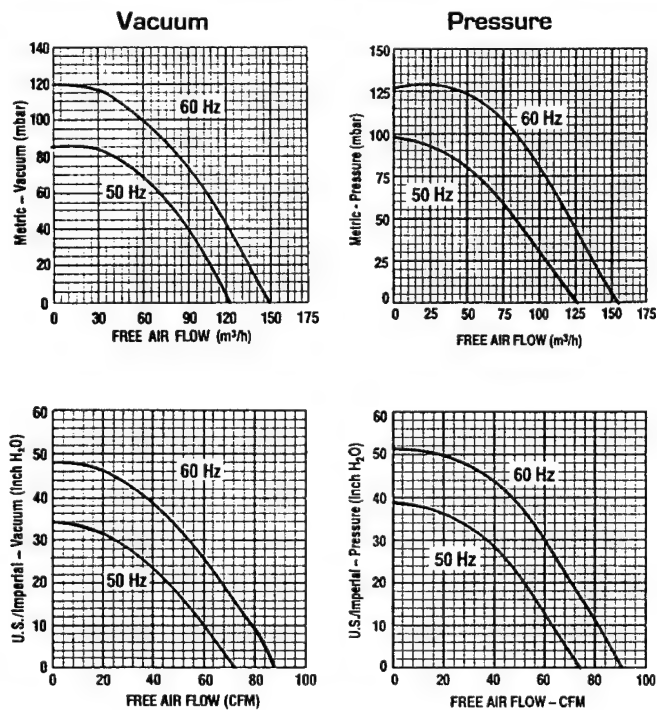 Vacuum
Metric – Vacuum (mbar)
140
120
100
80
60
40
20
0
60 Hz
50 Hz
0 30 60 90 120 150 175
FREE AIR FLOW (m³/h)
Pressure
Metric - Pressure (mbar)
150
125
100
75
50
25
0
60 Hz
50 Hz
0 25 50 75 100 125 150 175
FREE AIR FLOW (m³/h)
U.S./Imperial – Vacuum (Inch H₂O)
60
50
40
30
20
10
0
60 Hz
50 Hz
0 20 40 60 80 100
FREE AIR FLOW (CFM)
U.S./Imperial – Pressure (Inch H₂O)
60
50
40
30
20
10
0
60 Hz
50 Hz
0 20 40 60 80 100
FREE AIR FLOW – CFM